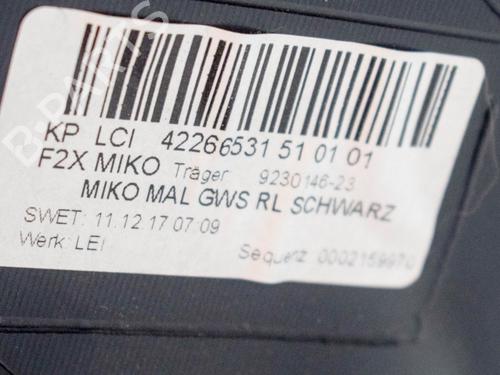 B-PARTS
KP LCI 42266531 51 01 01
F2X MIKO Träger: 9230146-23
MIKO MAL GWS RL SCHWARZ
SWET: 11.12.17 07:09
Werk: LEI Sequenz: 0002159970